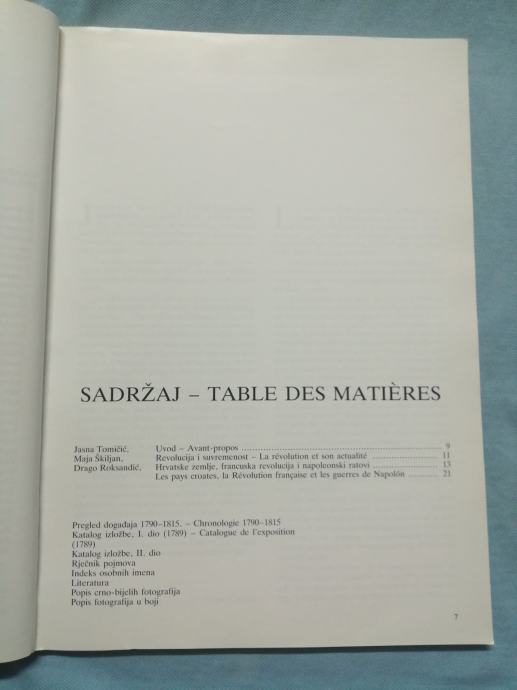 SADRŽAJ – TABLE DES MATIÈRES
Jasna Tomičić, Uvod – Avant-propos ........ 9
Maja Škiljan, Revolucija i suvremenost – La révolution et son actualité ........ 11
Drago Roksandić, Hrvatske zemlje, francuska revolucija i napoleonski ratovi ........ 13
Les pays croates, la Révolution française et les guerres de Napolón ........ 21
Pregled događaja 1790–1815. – Chronologie 1790–1815
Katalog izložbe, I. dio (1789) – Catalogue de l'exposition
(1789)
Katalog izložbe, II. dio
Rječnik pojmova
Indeks osobnih imena
Literatura
Popis crno-bijelih fotografija
Popis fotografija u boji
7